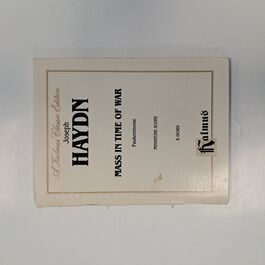 A Kalmus Classic Edition
Joseph
HAYDN
MASS IN TIME OF WAR
Paukenmesse
MINIATURE SCORE
Kalmus